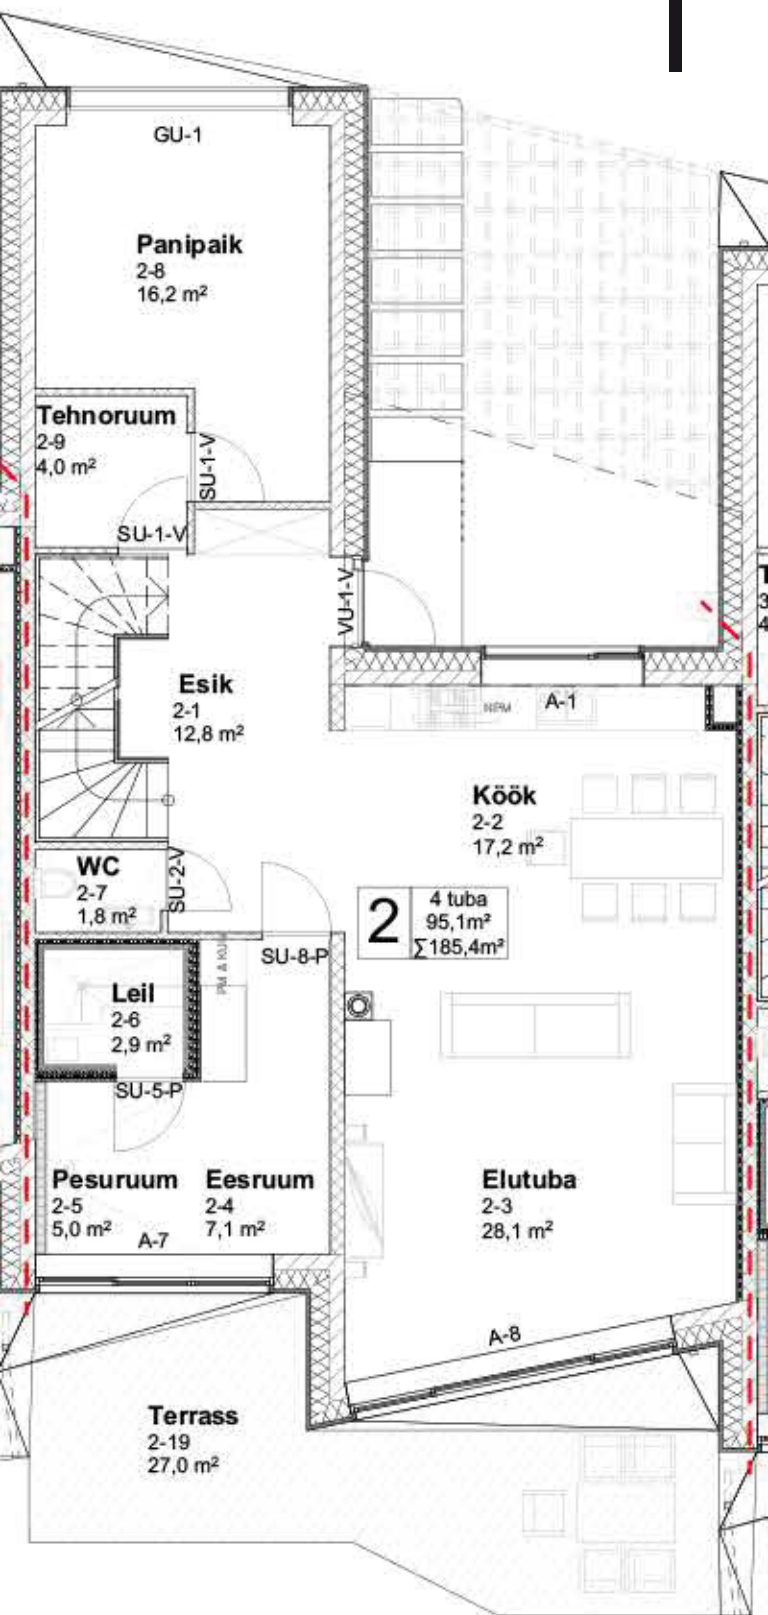 GU-1
Panipaik
2-8
16,2 m²
Tehnoruum
2-9
4,0 m²
SU-1-V
SU-1-V
VU-1-V
Esik
2-1
12,8 m²
NPM
A-1
Köök
2-2
17,2 m²
WC
2-7
1,8 m²
SU-2-V
2
4 tuba
95,1m²
∑185,4m²
SU-8-P
PM & KUIV
Leil
2-6
2,9 m²
SU-5-P
Pesuruum
2-5
5,0 m²
Eesruum
2-4
7,1 m²
A-7
Elutuba
2-3
28,1 m²
A-8
Terrass
2-19
27,0 m²
T
3
4